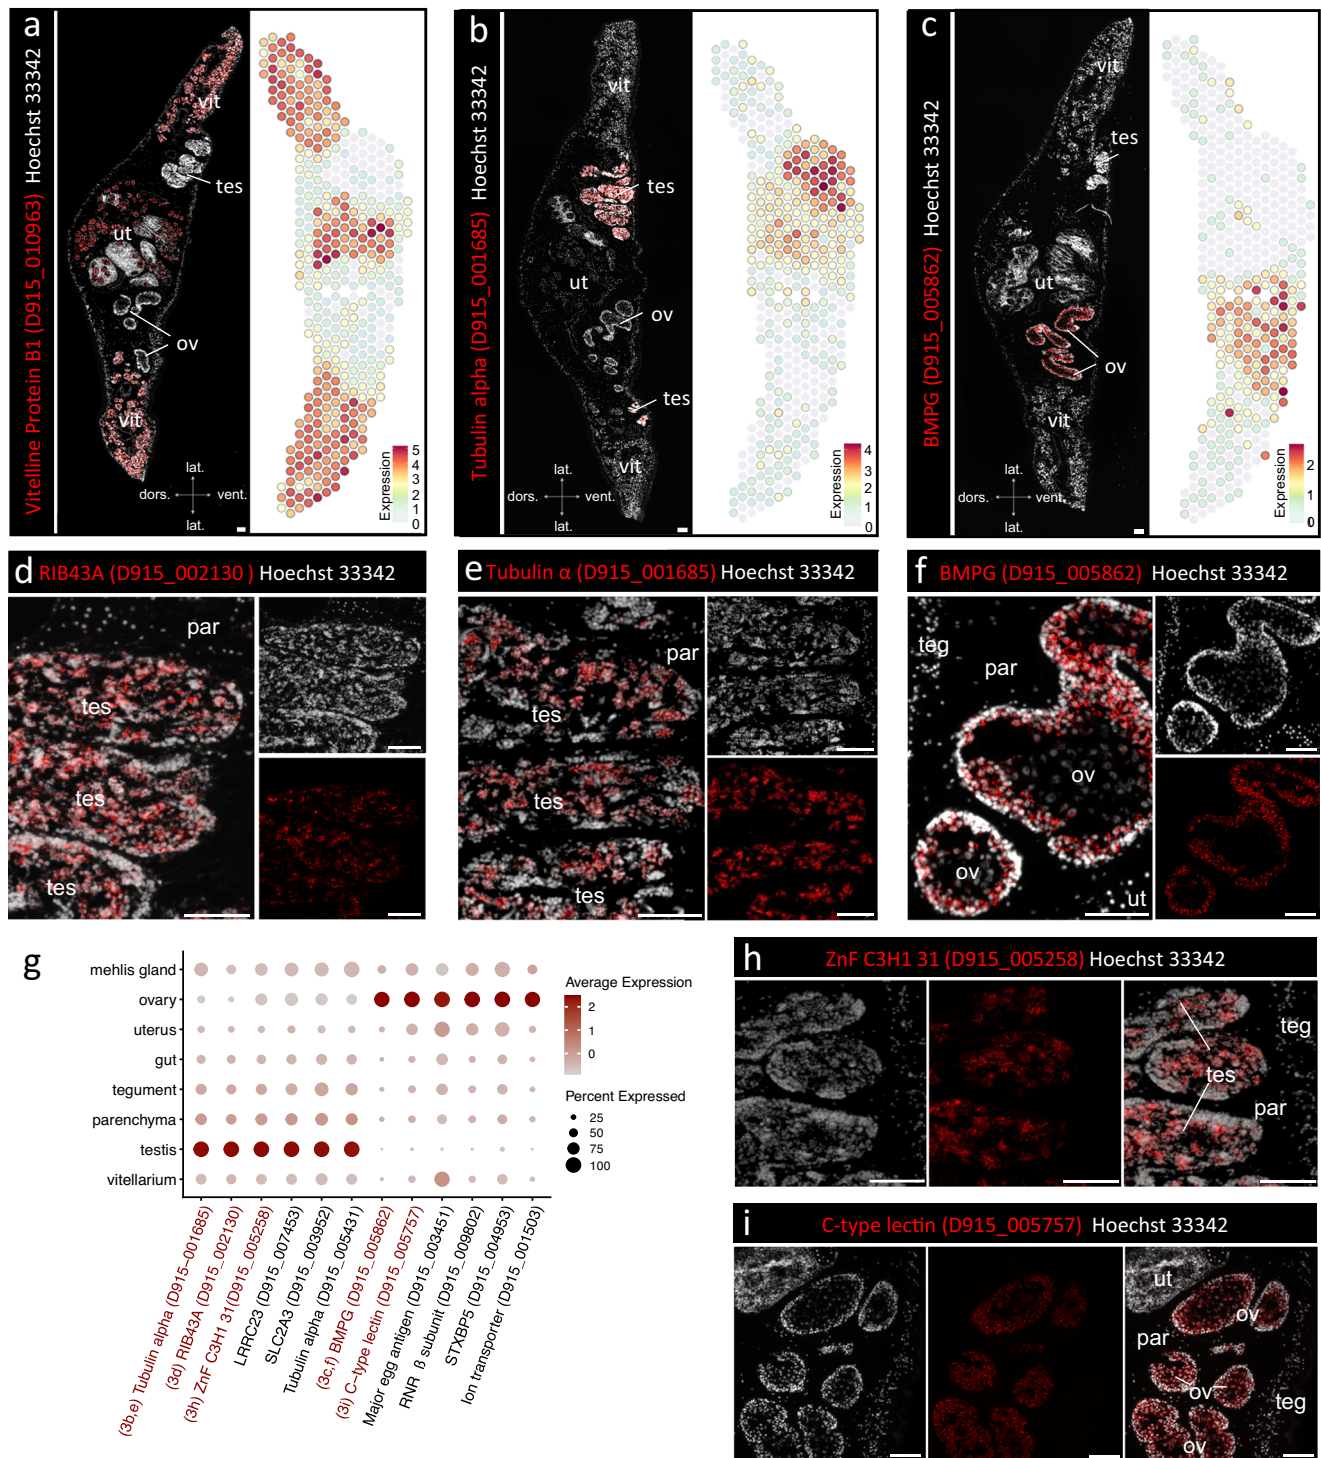 a
Vitelline Protein B1 (D915_010963) Hoechst 33342
vit
tes
ut
ov
vit
lat.
dors.
vent.
lat.
Expression
5
4
3
2
1
0
b
Tubulin alpha (D915_001685) Hoechst 33342
vit
tes
ut
ov
tes
vit
lat.
dors.
vent.
lat.
Expression
4
3
2
1
0
c
BMPG (D915_005862) Hoechst 33342
vit
tes
ut
ov
vit
lat.
dors.
vent.
lat.
Expression
2
1
0
d RIB43A (D915_002130 ) Hoechst 33342
par
tes
tes
tes
e Tubulin α (D915_001685) Hoechst 33342
par
tes
tes
tes
f BMPG (D915_005862) Hoechst 33342
teg
par
ov
ov
ut
g
mehlis gland
ovary
uterus
gut
tegument
parenchyma
testis
vitellarium
(3b,e) Tubulin alpha (D915−001685)
(3d) RIB43A (D915_002130)
(3h) ZnF C3H1 31(D915_005258)
LRRC23 (D915_007453)
SLC2A3 (D915_003952)
Tubulin alpha (D915_005431)
(3c,f) BMPG (D915_005862)
(3i) C−type lectin (D915_005757)
Major egg antigen (D915_003451)
RNR ß subunit (D915_009802)
STXBP5 (D915_004953)
Ion transporter (D915_001503)
Average Expression
2
1
0
Percent Expressed
25
50
75
100
h ZnF C3H1 31 (D915_005258) Hoechst 33342
teg
tes
par
i C-type lectin (D915_005757) Hoechst 33342
ut
ov
par
ov
teg
ov